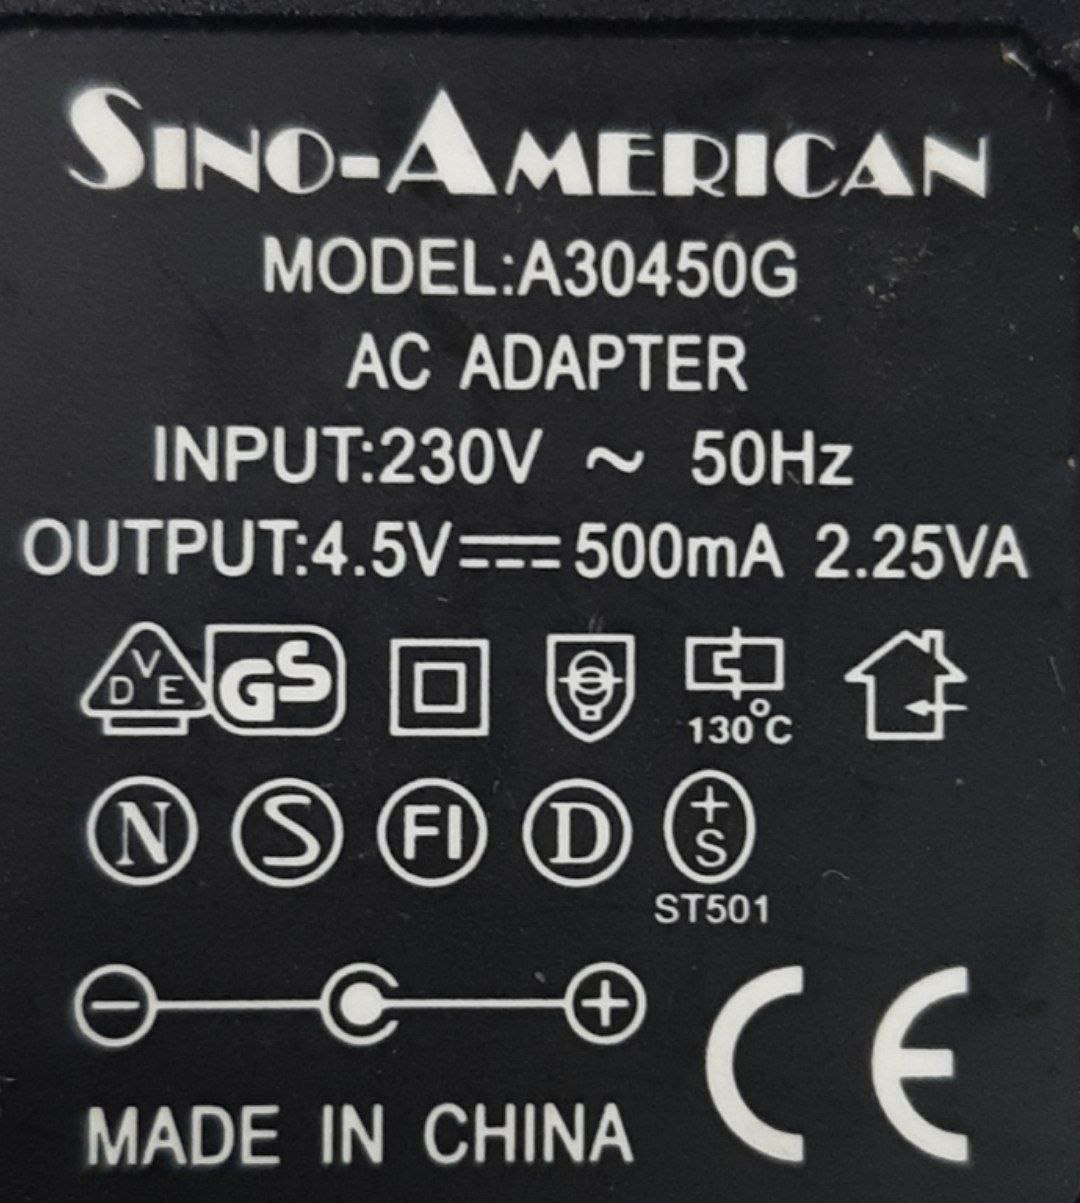 SINO-AMERICAN
MODEL:A30450G
AC ADAPTER
INPUT:230V ~ 50Hz
OUTPUT:4.5V⎓500mA 2.25VA
VDE GS
130°C
N S FI D +S
ST501
− +
CE
MADE IN CHINA